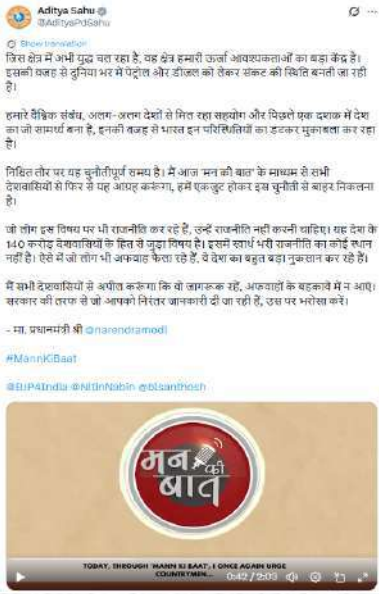 Aditya Sahu
@AdityaPdSahu
Show translation
जिस क्षेत्र में अभी युद्ध चल रहा है, वह क्षेत्र हमारी ऊर्जा आवश्यकताओं का बड़ा केंद्र है।
इसकी वजह से दुनिया भर में पेट्रोल और डीजल को लेकर संकट की स्थिति बनती जा रही
है।
हमारे वैश्विक संबंध, अलग-अलग देशों से मिल रहा सहयोग और पिछले एक दशक में देश
का जो सामर्थ्य बना है, इनकी वजह से भारत इन परिस्थितियों का डटकर मुकाबला कर रहा
है।
निश्चित तौर पर यह चुनौतीपूर्ण समय है। मैं आज 'मन की बात' के माध्यम से सभी
देशवासियों से फिर से यह आग्रह करूंगा, हमें एकजुट होकर इस चुनौती से बाहर निकलना
है।
जो लोग इस विषय पर भी राजनीति कर रहे हैं, उन्हें राजनीति नहीं करनी चाहिए। यह देश के
140 करोड़ देशवासियों के हित से जुड़ा विषय है। इसमें स्वार्थ भरी राजनीति का कोई स्थान
नहीं है। ऐसे में जो लोग भी अफवाह फैला रहे हैं, वे देश का बहुत बड़ा नुकसान कर रहे हैं।
मैं सभी देशवासियों से अपील करूंगा कि वो जागरूक रहें, अफवाहों के बहकावे में न आए।
सरकार की तरफ से जो आपको निरंतर जानकारी दी जा रही हैं, उस पर भरोसा करें।
- मा. प्रधानमंत्री श्री @narendramodi
#MannKiBaat
@BJP4India @NitinNabin @blsanthosh
मन की
बात
TODAY, THROUGH 'MANN KI BAAT', I ONCE AGAIN URGE
COUNTRYMEN...
0:42 / 2:03